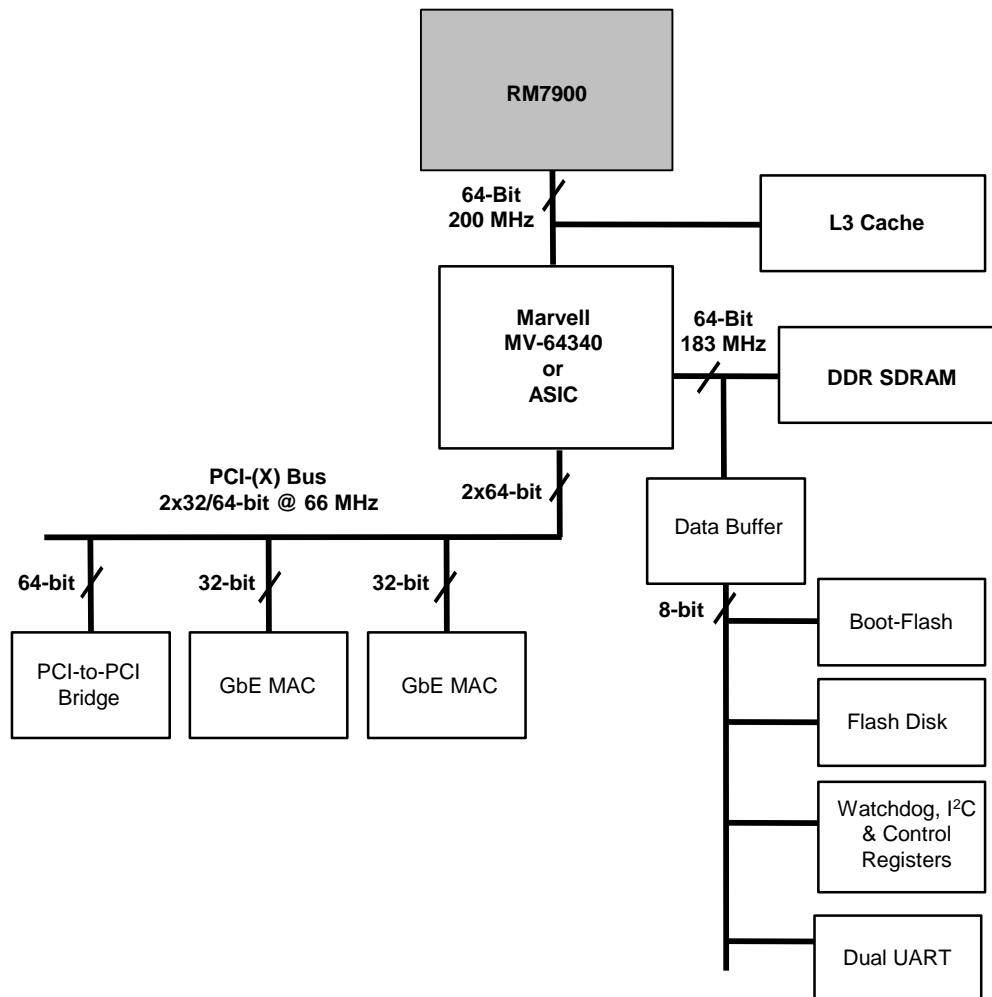 RM7900
64-Bit
200 MHz
L3 Cache
Marvell
MV-64340
or
ASIC
64-Bit
183 MHz
DDR SDRAM
PCI-(X) Bus
2x32/64-bit @ 66 MHz
2x64-bit
Data Buffer
64-bit
32-bit
32-bit
8-bit
Boot-Flash
PCI-to-PCI
Bridge
GbE MAC
GbE MAC
Flash Disk
Watchdog, I²C
& Control
Registers
Dual UART